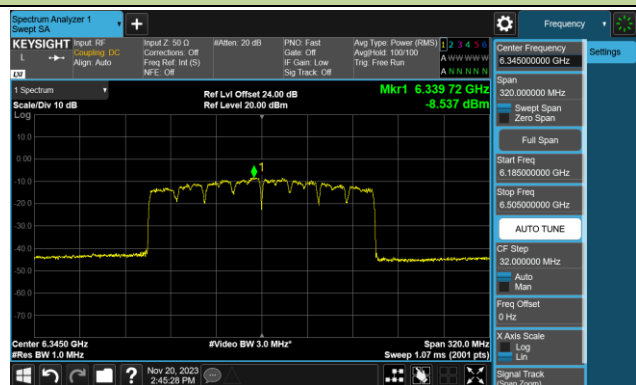 Spectrum Analyzer 1
Swept SA
+
Frequency
KEYSIGHT
Input: RF
Coupling: DC
Align: Auto
Input Z: 50 Ω
Corrections: Off
Freq Ref: Int (S)
NFE: Off
#Atten: 20 dB
PNO: Fast
Gate: Off
IF Gain: Low
Sig Track: Off
Avg Type: Power (RMS)
Avg|Hold: 100/100
Trig: Free Run
1 2 3 4 5 6
A W W W W W
A N N N N N
L
LXI
1 Spectrum
Scale/Div 10 dB
Log
Ref Lvl Offset 24.00 dB
Ref Level 20.00 dBm
Mkr1 6.339 72 GHz
-8.537 dBm
10.0
0.00
-10.0
-20.0
-30.0
-40.0
-50.0
-60.0
-70.0
1
Center 6.3450 GHz
#Res BW 1.0 MHz
#Video BW 3.0 MHz*
Span 320.0 MHz
Sweep 1.07 ms (2001 pts)
Nov 20, 2023
2:45:28 PM
?
Center Frequency
6.345000000 GHz
Settings
Span
320.000000 MHz
Swept Span
Zero Span
Full Span
Start Freq
6.185000000 GHz
Stop Freq
6.505000000 GHz
AUTO TUNE
CF Step
32.000000 MHz
Auto
Man
Freq Offset
0 Hz
X Axis Scale
Log
Lin
Signal Track
(Span Zoom)